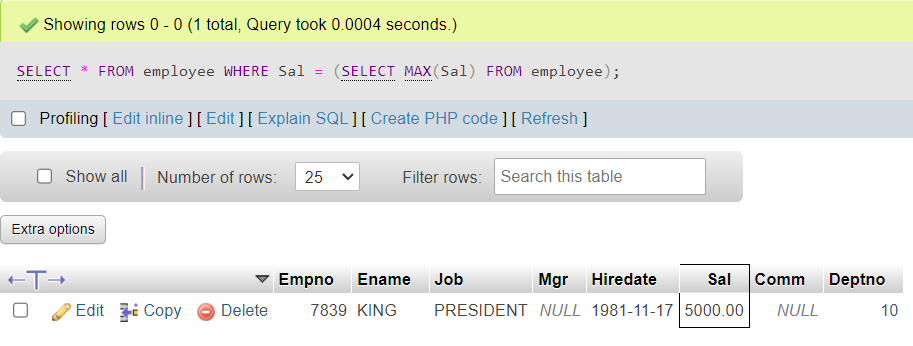 Showing rows 0 - 0 (1 total, Query took 0.0004 seconds.)
SELECT * FROM employee WHERE Sal = (SELECT MAX(Sal) FROM employee);
Profiling [ Edit inline ] [ Edit ] [ Explain SQL ] [ Create PHP code ] [ Refresh ]
Show all Number of rows: 25 Filter rows: Search this table
Extra options
Empno Ename Job Mgr Hiredate Sal Comm Deptno
Edit Copy Delete 7839 KING PRESIDENT NULL 1981-11-17 5000.00 NULL 10